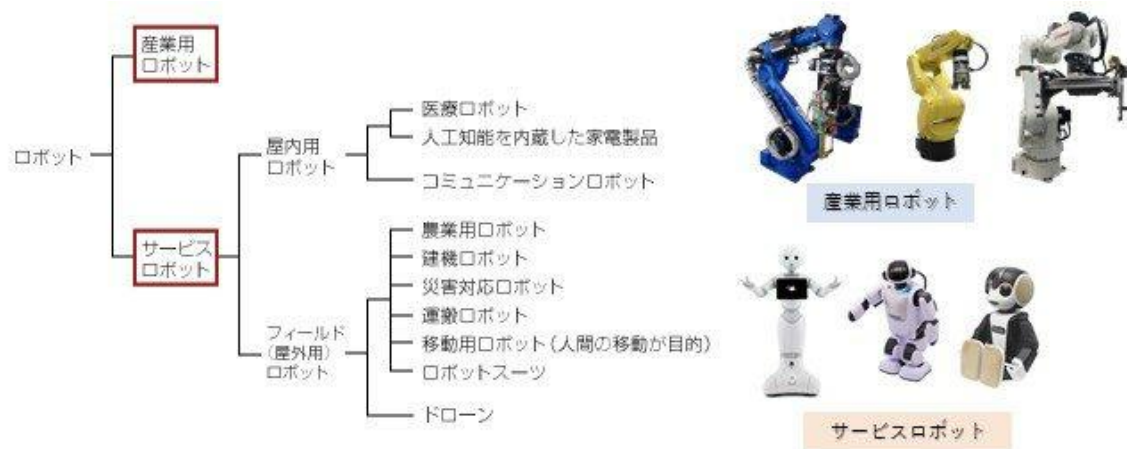 ロボット
産業用
ロボット
サービス
ロボット
屋内用
ロボット
医療ロボット
人工知能を内蔵した家電製品
コミュニケーションロボット
フィールド
(屋外用)
ロボット
農業用ロボット
建機ロボット
災害対応ロボット
運搬ロボット
移動用ロボット(人間の移動が目的)
ロボットスーツ
ドローン
産業用ロボット
サービスロボット